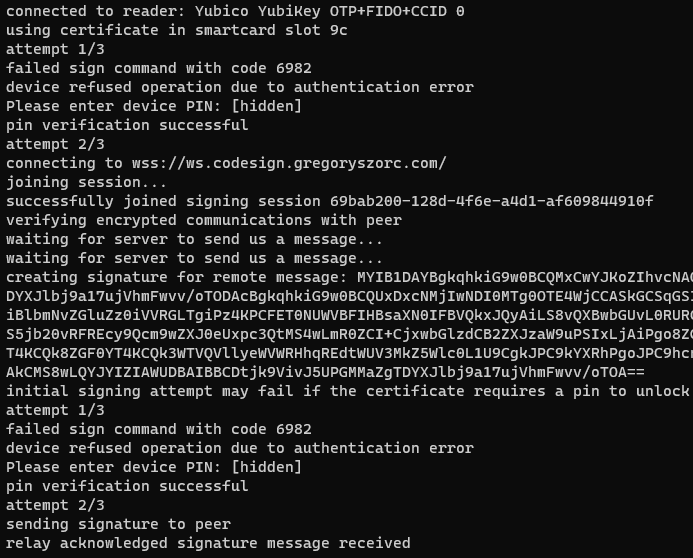 connected to reader: Yubico YubiKey OTP+FIDO+CCID 0
using certificate in smartcard slot 9c
attempt 1/3
failed sign command with code 6982
device refused operation due to authentication error
Please enter device PIN: [hidden]
pin verification successful
attempt 2/3
connecting to wss://ws.codesign.gregoryszorc.com/
joining session...
successfully joined signing session 69bab200-128d-4f6e-a4d1-af609844910f
verifying encrypted communications with peer
waiting for server to send us a message...
waiting for server to send us a message...
creating signature for remote message: MYIB1DAYBgkqhkiG9w0BCQMxCwYJKoZIhvcNAQ
DYXJlbj9a17ujVhmFwvv/oTODAcBgkqhkiG9w0BCQUxDxcNMjIwNDI0MTg0OTE4WjCCASkGCSqGSI
iBlbmNvZGluZz0iVVRGLTgiPz4KPCFET0NUWVBFIHBsaXN0IFBVQkxJQyAiLS8vQXBwbGUvL0RURC
S5jb20vRFREcy9Qcm9wZXJ0eUxpc3QtMS4wLmR0ZCI+CjxwbGlzdCB2ZXJzaW9uPSIxLjAiPgo8ZG
T4KCQk8ZGF0YT4KCQk3WTVQVllyeWVWRHhqREdtWUV3MkZ5Wlc0L1U9CgkJPC9kYXRhPgoJPC9hcn
AkCMS8wLQYJYIZIAWUDBAIBBCDtjk9VivJ5UPGMMaZgTDYXJlbj9a17ujVhmFwvv/oTOA==
initial signing attempt may fail if the certificate requires a pin to unlock
attempt 1/3
failed sign command with code 6982
device refused operation due to authentication error
Please enter device PIN: [hidden]
pin verification successful
attempt 2/3
sending signature to peer
relay acknowledged signature message received